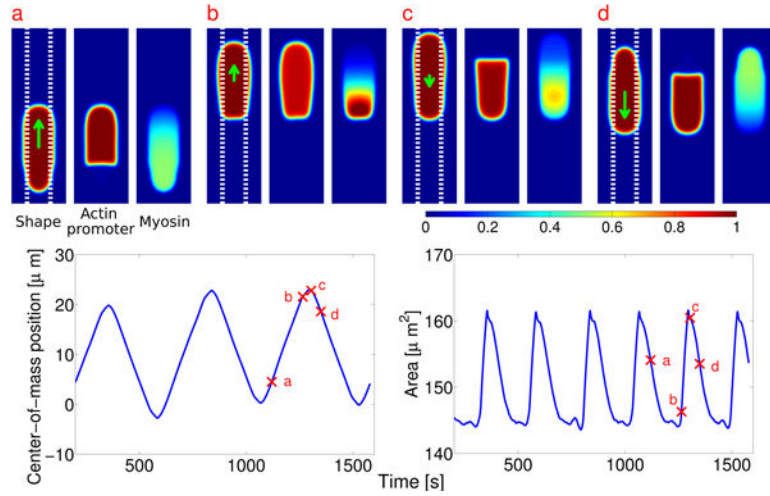 a b c d
Shape Actin promoter Myosin
0 0.2 0.4 0.6 0.8 1
Center-of-mass position [μ m]
30
20
10
0
−10
500 1000 1500
a
b
c
d
Area [μ m²]
170
160
150
140
500 1000 1500
a
b
c
d
Time [s]